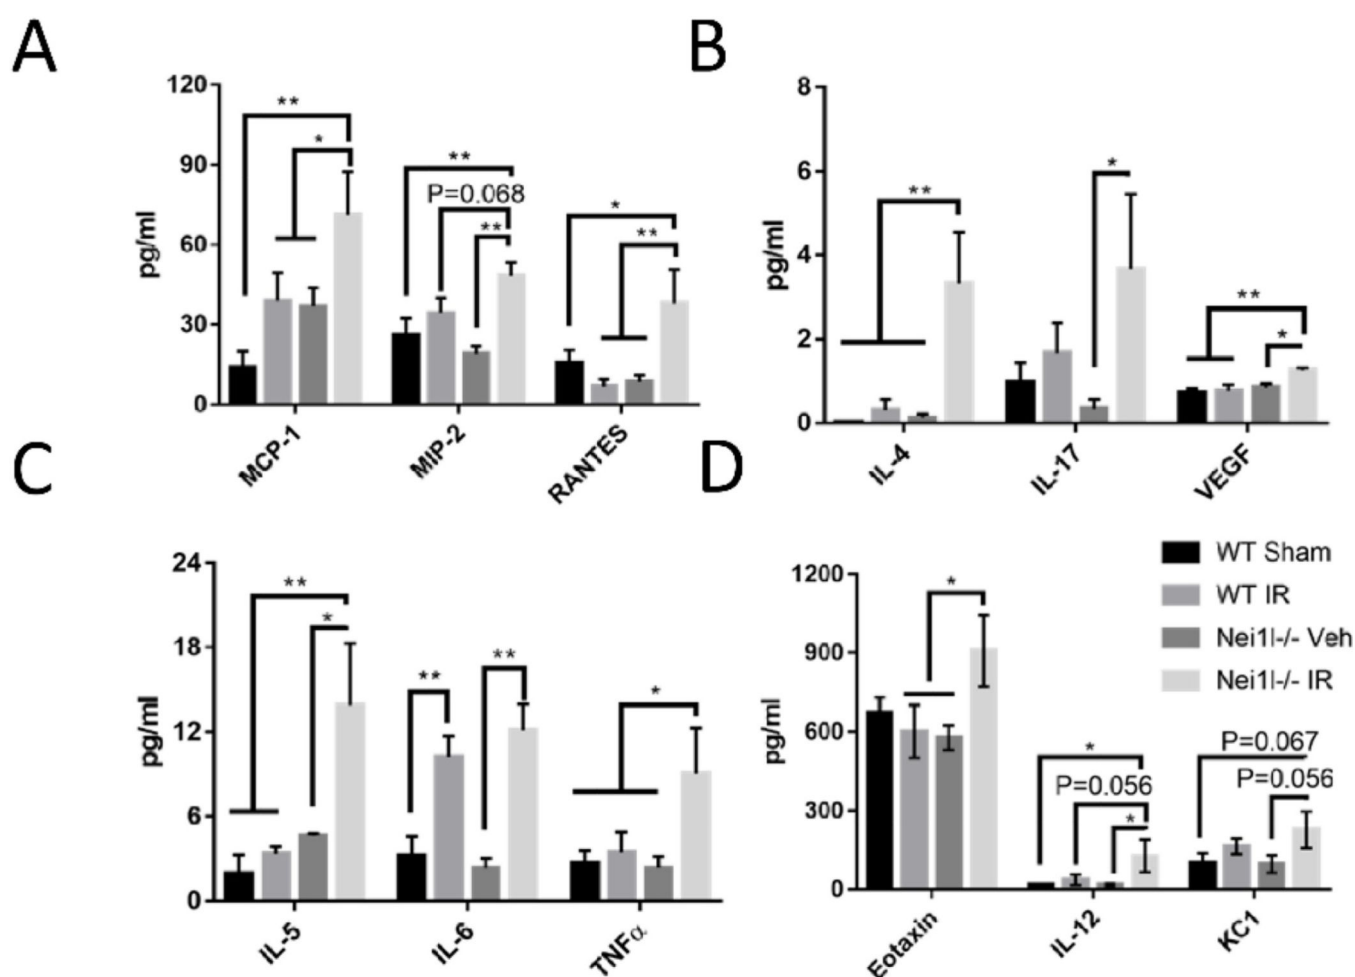 A
120
90
60
30
0
pg/ml
**
*
**
P=0.068
**
*
**
MCP-1
MIP-2
RANTES
B
8
6
4
2
0
pg/ml
**
*
**
*
IL-4
IL-17
VEGF
C
24
18
12
6
0
pg/ml
**
*
**
**
*
IL-5
IL-6
TNFα
D
1200
900
600
300
0
pg/ml
*
*
P=0.056
*
P=0.067
P=0.056
Eotaxin
IL-12
KC1
WT Sham
WT IR
Nei1l-/- Veh
Nei1l-/- IR